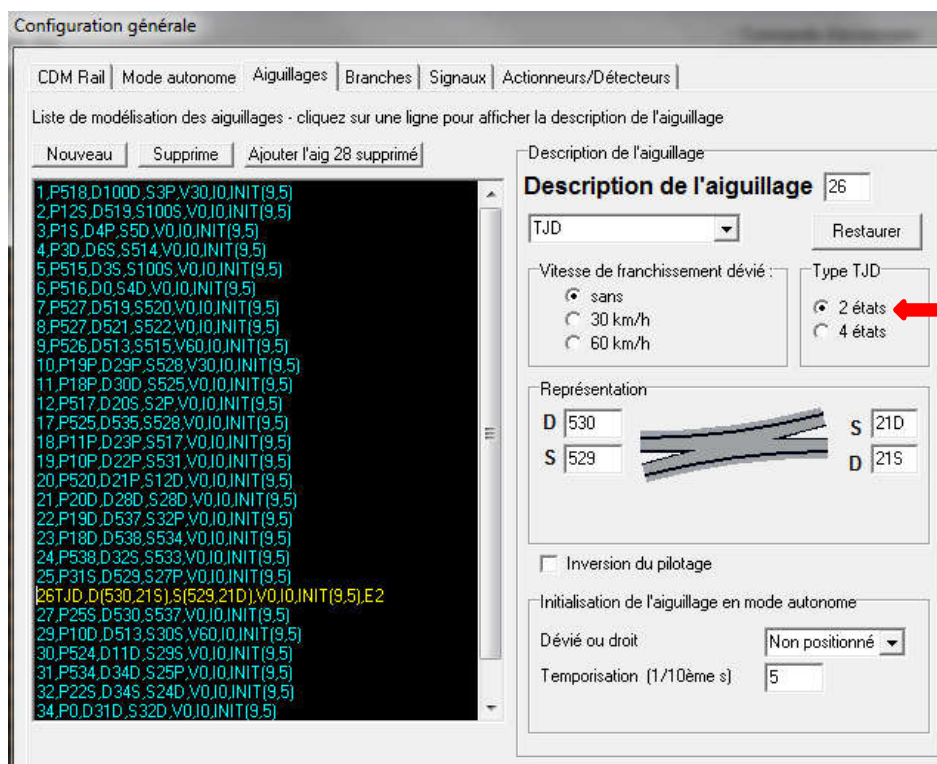 Configuration générale
CDM Rail Mode autonome Aiguillages Branches Signaux Actionneurs/Détecteurs
Liste de modélisation des aiguillages - cliquez sur une ligne pour afficher la description de l'aiguillage
Nouveau Supprime Ajouter l'aig 28 supprimé
1,P518,D100D,S3P,V30,I0,INIT(9,5)
2,P12S,D519,S100S,V0,I0,INIT(9,5)
3,P1S,D4P,S5D,V0,I0,INIT(9,5)
4,P3D,D6S,S514,V0,I0,INIT(9,5)
5,P515,D3S,S100S,V0,I0,INIT(9,5)
6,P516,D0,S4D,V0,I0,INIT(9,5)
7,P527,D519,S520,V0,I0,INIT(9,5)
8,P527,D521,S522,V0,I0,INIT(9,5)
9,P526,D513,S515,V60,I0,INIT(9,5)
10,P19P,D29P,S528,V30,I0,INIT(9,5)
11,P18P,D30D,S525,V0,I0,INIT(9,5)
12,P517,D20S,S2P,V0,I0,INIT(9,5)
17,P525,D535,S528,V0,I0,INIT(9,5)
18,P11P,D23P,S517,V0,I0,INIT(9,5)
19,P10P,D22P,S531,V0,I0,INIT(9,5)
20,P520,D21P,S12D,V0,I0,INIT(9,5)
21,P20D,D28D,S28D,V0,I0,INIT(9,5)
22,P19D,D537,S32P,V0,I0,INIT(9,5)
23,P18D,D538,S534,V0,I0,INIT(9,5)
24,P538,D32S,S533,V0,I0,INIT(9,5)
25,P31S,D529,S27P,V0,I0,INIT(9,5)
26TJD,D(530,21S),S(529,21D),V0,I0,INIT(9,5),E2
27,P25S,D530,S537,V0,I0,INIT(9,5)
29,P10D,D513,S30S,V60,I0,INIT(9,5)
30,P524,D11D,S29S,V0,I0,INIT(9,5)
31,P534,D34D,S25P,V0,I0,INIT(9,5)
32,P22S,D34S,S24D,V0,I0,INIT(9,5)
34,P0,D31D,S32D,V0,I0,INIT(9,5)
Description de l'aiguillage
Description de l'aiguillage 26
TJD Restaurer
Vitesse de franchissement dévié :
sans
30 km/h
60 km/h
Type TJD
2 états
4 états
Représentation
D 530 S 21D
S 529 D 21S
Inversion du pilotage
Initialisation de l'aiguillage en mode autonome
Dévié ou droit Non positionné
Temporisation (1/10ème s) 5